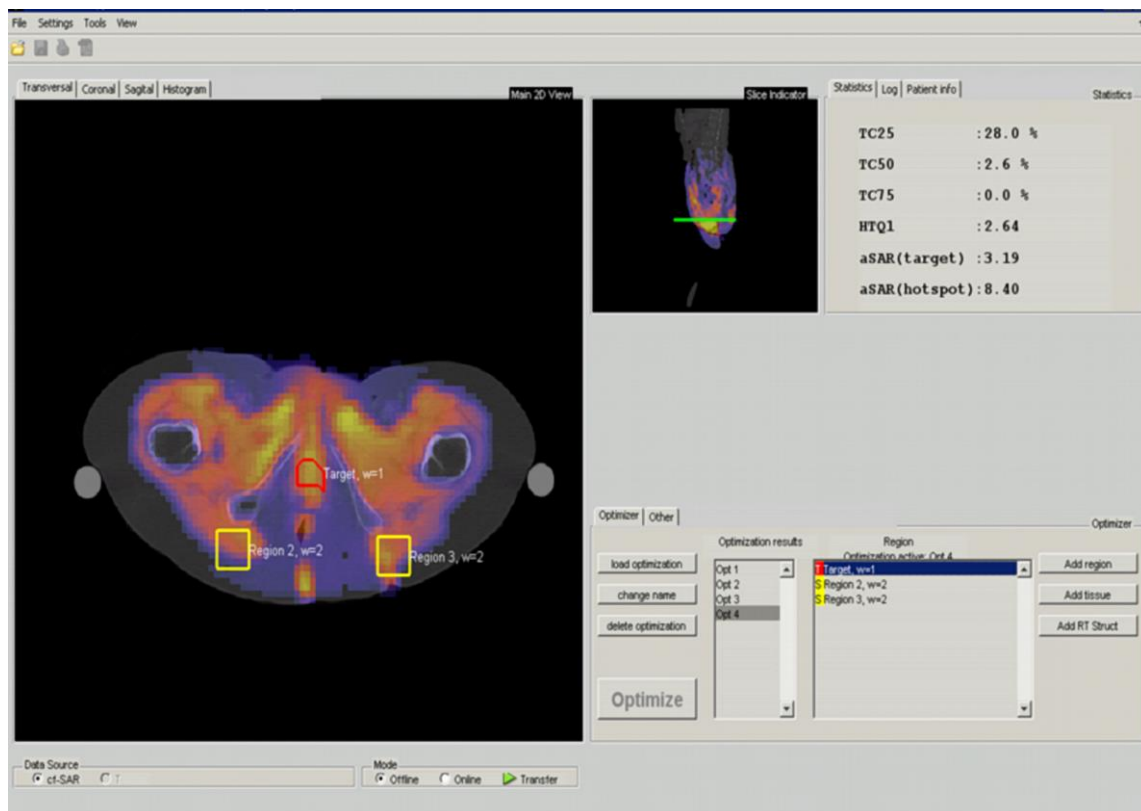 File Settings Tools View
Transversal Coronal Sagital Histogram
Main 2D View
Slice Indicator
Statistics Log Patient info
Statistics
TC25 :28.0 %
TC50 :2.6 %
TC75 :0.0 %
HTQ1 :2.64
aSAR(target) :3.19
aSAR(hotspot):8.40
Target, w=1
Region 2, w=2
Region 3, w=2
Optimizer Other
Optimizer
Optimization results
Region
Optimization active: Opt 4
load optimization
change name
delete optimization
Optimize
Opt 1
Opt 2
Opt 3
Opt 4
T Target, w=1
S Region 2, w=2
S Region 3, w=2
Add region
Add tissue
Add RT Struct
Data Source
cf-SAR T
Mode
Offline Online Transfer